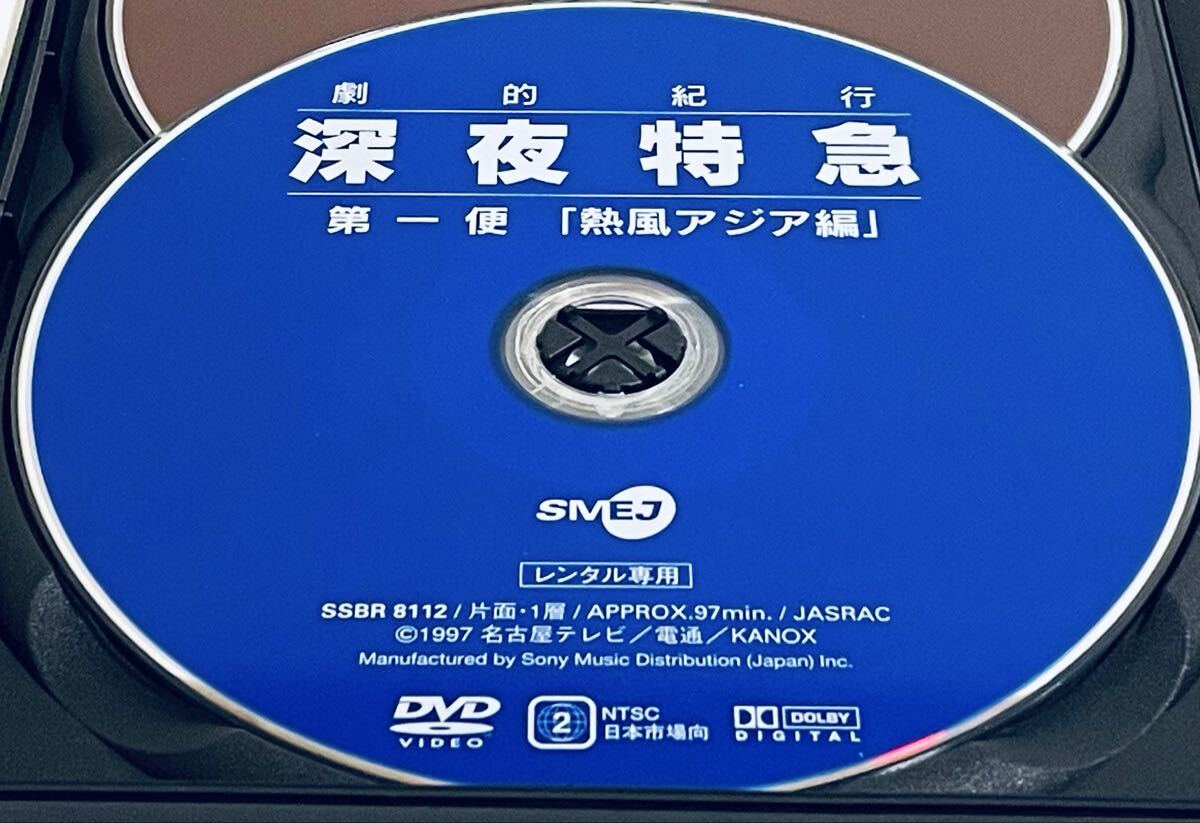 劇的紀行
深夜特急
第一便 「熱風アジア編」
SMEJ
レンタル専用
SSBR 8112 / 片面・1層 / APPROX.97min. / JASRAC
©1997 名古屋テレビ／電通／KANOX
Manufactured by Sony Music Distribution (Japan) Inc.
DVD VIDEO
2 NTSC 日本市場向
DOLBY DIGITAL